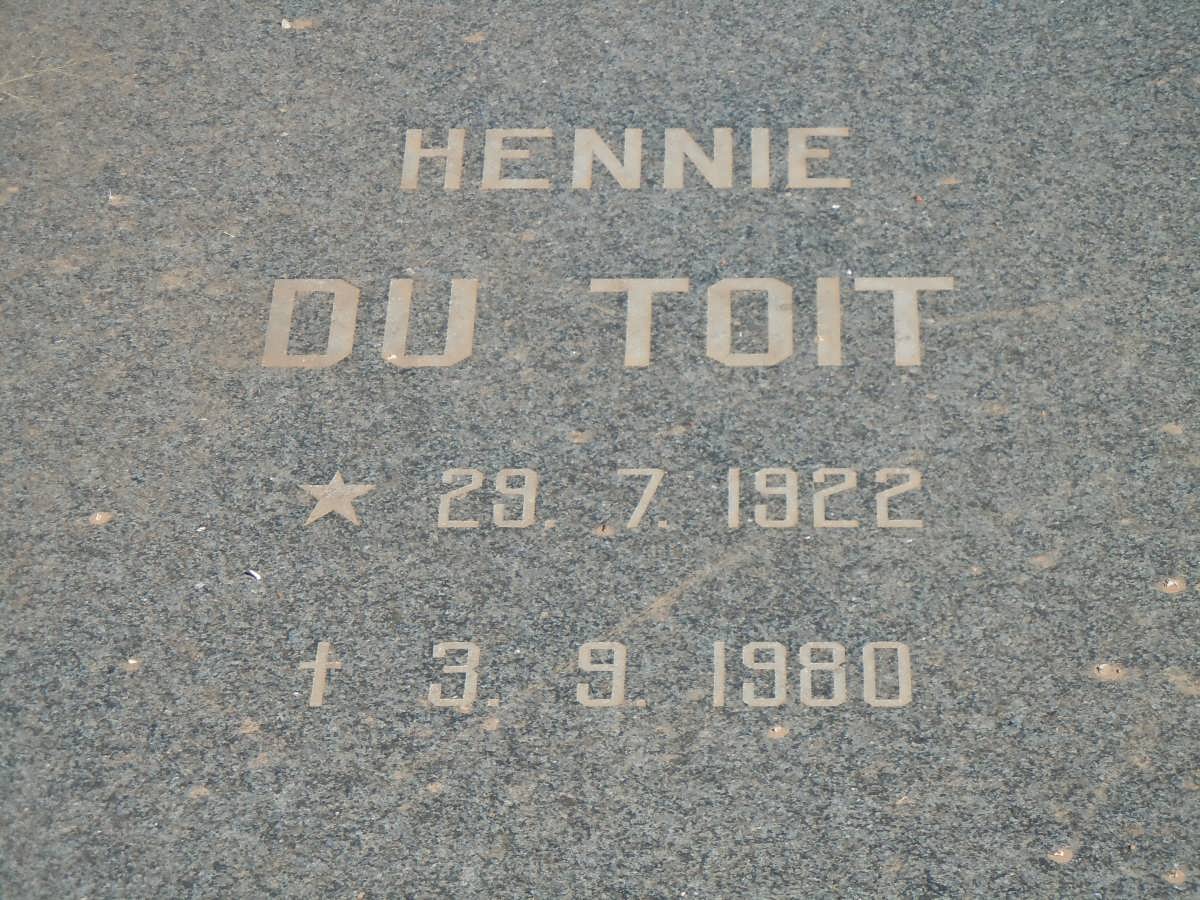 HENNIE
DU TOIT
★ 29. 7. 1922
† 3. 9. 1980